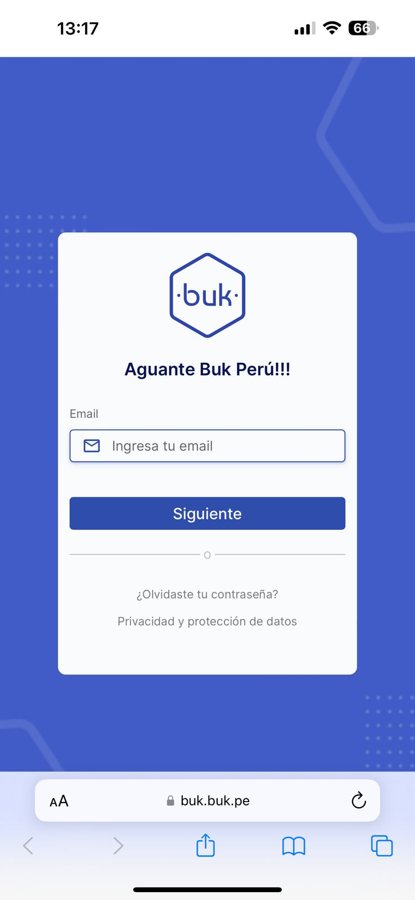 13:17
66
buk
Aguante Buk Perú!!!
Email
Ingresa tu email
Siguiente
O
¿Olvidaste tu contraseña?
Privacidad y protección de datos
AA
buk.buk.pe